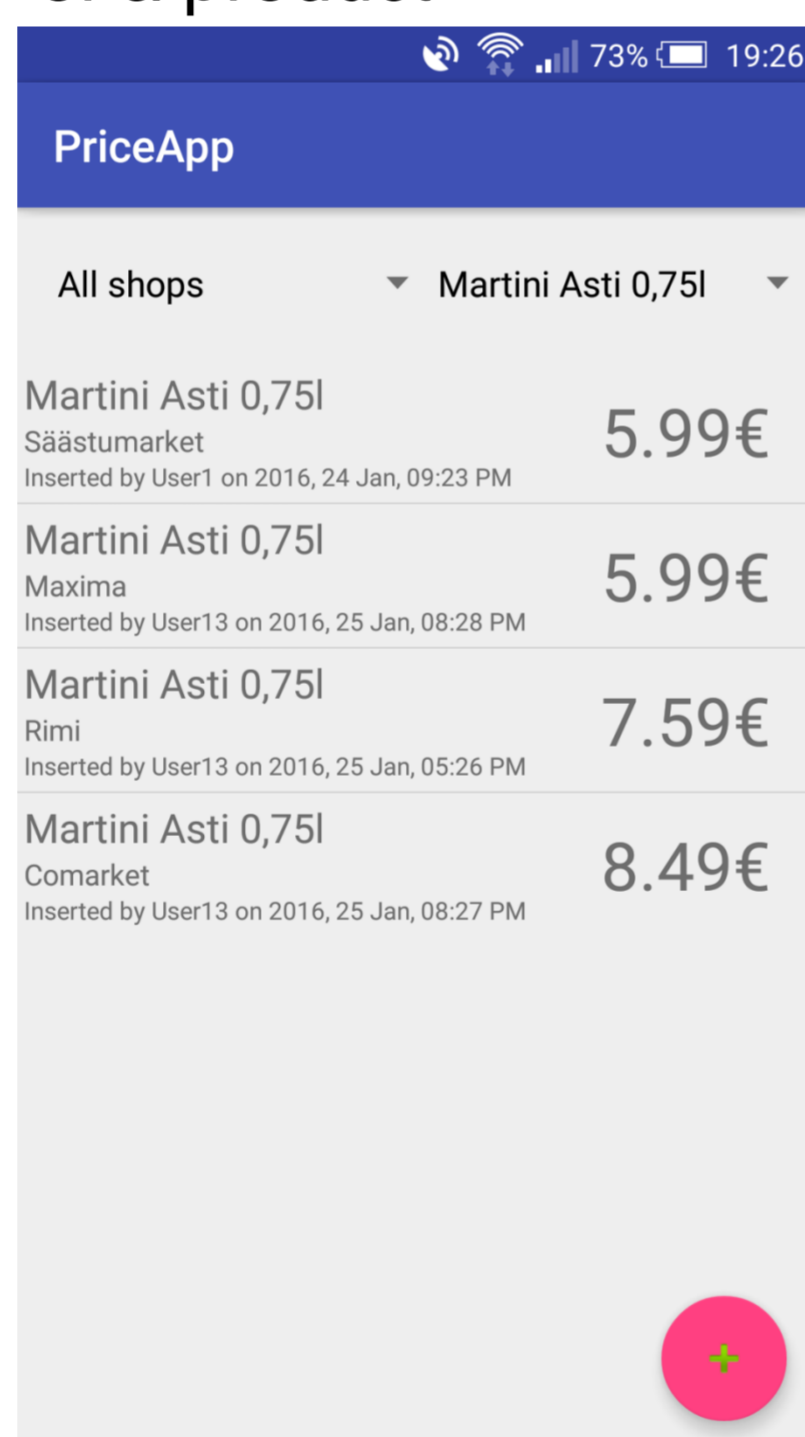 of a product
73% 19:26
PriceApp
All shops Martini Asti 0,75l
Martini Asti 0,75l
Säästumarket
Inserted by User1 on 2016, 24 Jan, 09:23 PM
5.99€
Martini Asti 0,75l
Maxima
Inserted by User13 on 2016, 25 Jan, 08:28 PM
5.99€
Martini Asti 0,75l
Rimi
Inserted by User13 on 2016, 25 Jan, 05:26 PM
7.59€
Martini Asti 0,75l
Comarket
Inserted by User13 on 2016, 25 Jan, 08:27 PM
8.49€
+